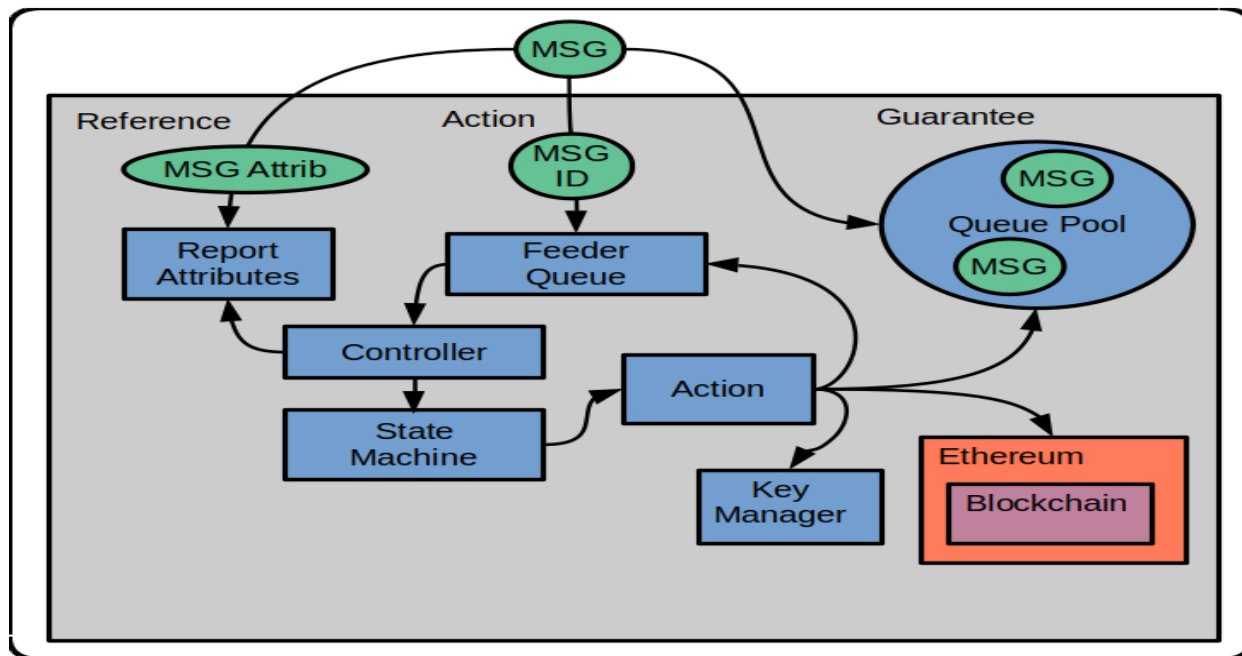 MSG
Reference
Action
Guarantee
MSG Attrib
MSG
ID
MSG
Queue Pool
MSG
Report
Attributes
Feeder
Queue
Controller
Action
State
Machine
Key
Manager
Ethereum
Blockchain